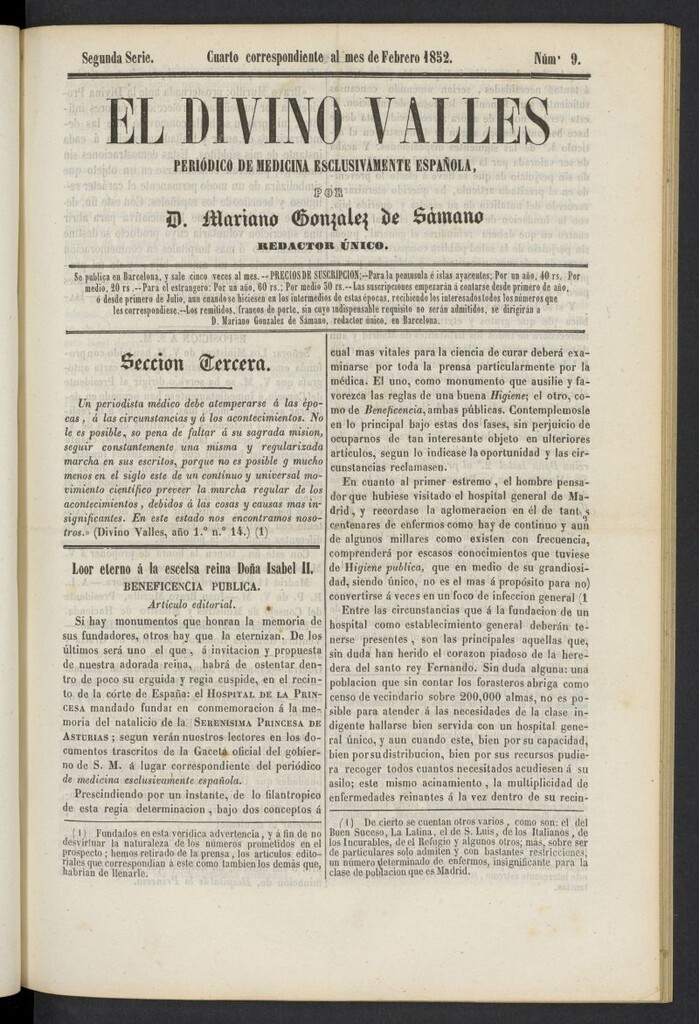 Segunda Serie. Cuarto correspondiente al mes de Febrero 1852. Núm· 9.
EL DIVINO VALLES
PERIÓDICO DE MEDICINA ESCLUSIVAMENTE ESPAÑOLA,
POR
D. Mariano Gonzalez de Sámano
REDACTOR ÚNICO.
Se publica en Barcelona, y sale cinco veces al mes.--PRECIOS DE SUSCRIPCION;--Para la penunsula é islas ayacentes; Por un año, 40 rs. Por
medio, 20 rs.--Para el estrangero: Por un año, 60 rs.; Por medio 30 rs.--Las suscripciones empezarán á contarse desde primero de año,
ó desde primero de Julio, aun cuando se hiciesen en los intermedios de estas épocas, recibiendo los interesados todos los números que
les correspondiese.--Los remitidos, francos de porte, sin cuyo indispensable requisito no serán admitidos, se dirigirán a
D. Mariano Gonzalez de Sámano, redactor único, en Barcelona.
Seccion Tercera.
Un periodista médico debe atemperarse á las épo-
cas, á las circunstancias y á los acontecimientos. No
le es posible, so pena de faltar á su sagrada mision,
seguir constantemente una misma y regularizada
marcha en sus escritos, porque no es posible y mucho
menos en el siglo este de un contínuo y universal mo-
vimiento científico preveer la marcha regular de los
acontecimientos, debidos á las cosas y causas mas in-
significantes. En este estado nos encontramos noso-
tros.» (Divino Valles, año 1.º n.º 14.) (1)
Loor eterno á la escelsa reina Doña Isabel II.
BENEFICENCIA PUBLICA.
Artículo editorial.
Si hay monumentos que honran la memoria de
sus fundadores, otros hay que la eternizan. De los
últimos será uno el que, á invitacion y propuesta
de nuestra adorada reina, habrá de ostentar den-
tro de poco su erguida y regia cuspide, en el recin-
to de la córte de España: el HOSPITAL DE LA PRIN-
CESA mandado fundar en conmemoración á la me-
moria del natalicio de la SERENISIMA PRINCESA DE
ASTURIAS; segun verán nuestros lectores en los do-
cumentos trascritos de la Gaceta oficial del gobier-
no de S. M. á lugar correspondiente del periódico
de medicina esclusivamente española.
Prescindiendo por un instante, de lo filantropico
de esta regia determinacion, bajo dos conceptos á
(1) Fundados en esta verídica advertencia, y á fin de no
desvirtuar la naturaleza de los números prometidos en el
prospecto; hemos retirado de la prensa, los artículos edito-
riales que correspondian á este como tambien los demás que,
habrian de llenarle.
cual mas vitales para la ciencia de curar deberá exa-
minarse por toda la prensa particularmente por la
médica. El uno, como monumento que ausilie y fa-
vorezca las reglas de una buena Higiene; el otro, co-
mo de Beneficencia, ambas públicas. Contemplemosle
en lo principal bajo estas dos fases, sin perjuicio de
ocuparnos de tan interesante objeto en ulteriores
artículos, segun lo indicase la oportunidad y las cir-
cunstancias reclamasen.
En cuanto al primer estremo, el hombre pensa-
dor que hubiese visitado el hospital general de Ma-
drid, y recordase la aglomeracion en él de tantos
centenares de enfermos como hay de contínuo y aun
de algunos millares como existen con frecuencia,
comprenderá por escasos conocimientos que tuviese
de Higiene publica, que en medio de su grandiosi-
dad, siendo único, no es el mas á propósito para no)
convertirse á veces en un foco de infeccion general (1
Entre las circunstancias que á la fundacion de un
hospital como establecimiento general deberán te-
nerse presentes, son las principales aquellas que,
sin duda han herido el corazon piadoso de la here-
dera del santo rey Fernando. Sin duda alguna: una
poblacion que sin contar los forasteros abriga como
censo de vecindario sobre 200,000 almas, no es po-
sible para atender á las necesidades de la clase in-
digente hallarse bien servida con un hospital gene-
ral único, y aun cuando este, bien por su capacidad,
bien por su distribucion, bien por sus recursos pudie-
ra recoger todos cuantos necesitados acudiesen á su
asilo; este mismo acinamiento, la multiplicidad de
enfermedades reinantes á la vez dentro de su recin-
(1) De cierto se cuentan otros varios, como son: el del
Buen Suceso, La Latina, el de S. Luis, de los Italianos, de
los Incurables, de el Refugio y algunos otros; mas, sobre ser
de particulares solo admiten y con bastantes restricciones,
un número determinado de enfermos, insignificante para la
clase de poblacion que es Madrid.